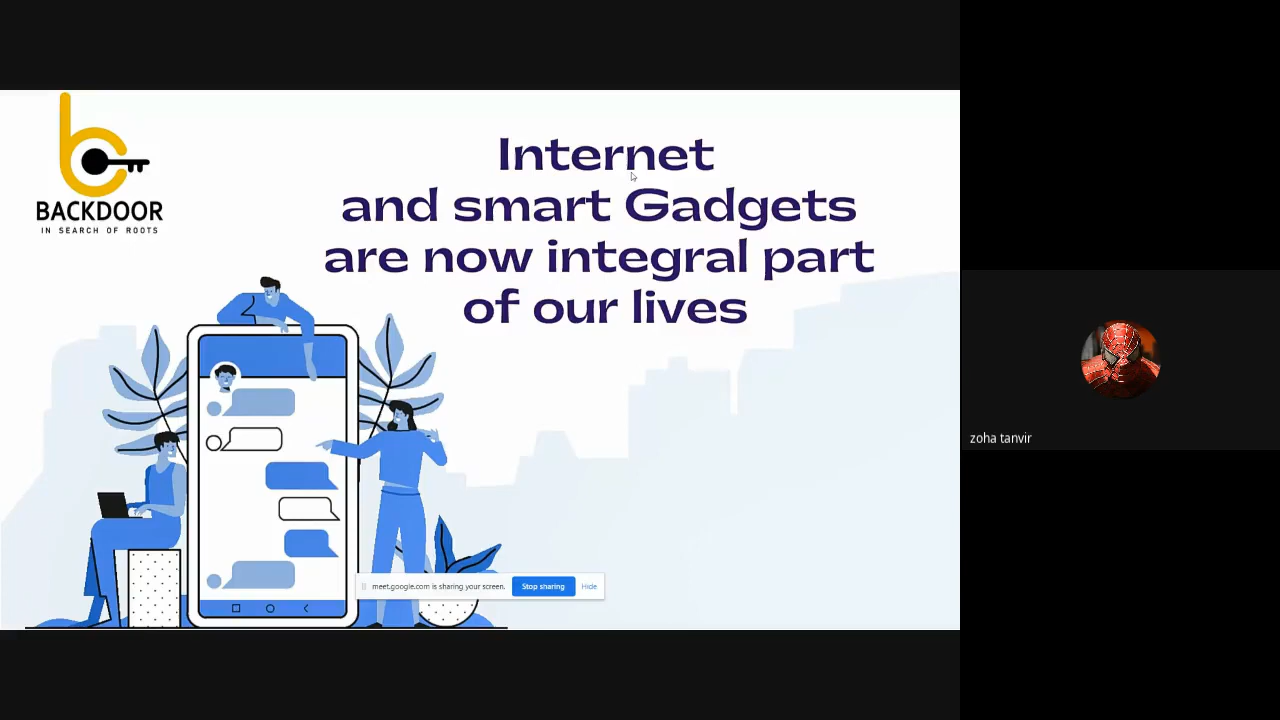 BACKDOOR
IN SEARCH OF ROOTS
Internet
and smart Gadgets
are now integral part
of our lives
zoha tanvir
meet.google.com is sharing your screen. Stop sharing Hide